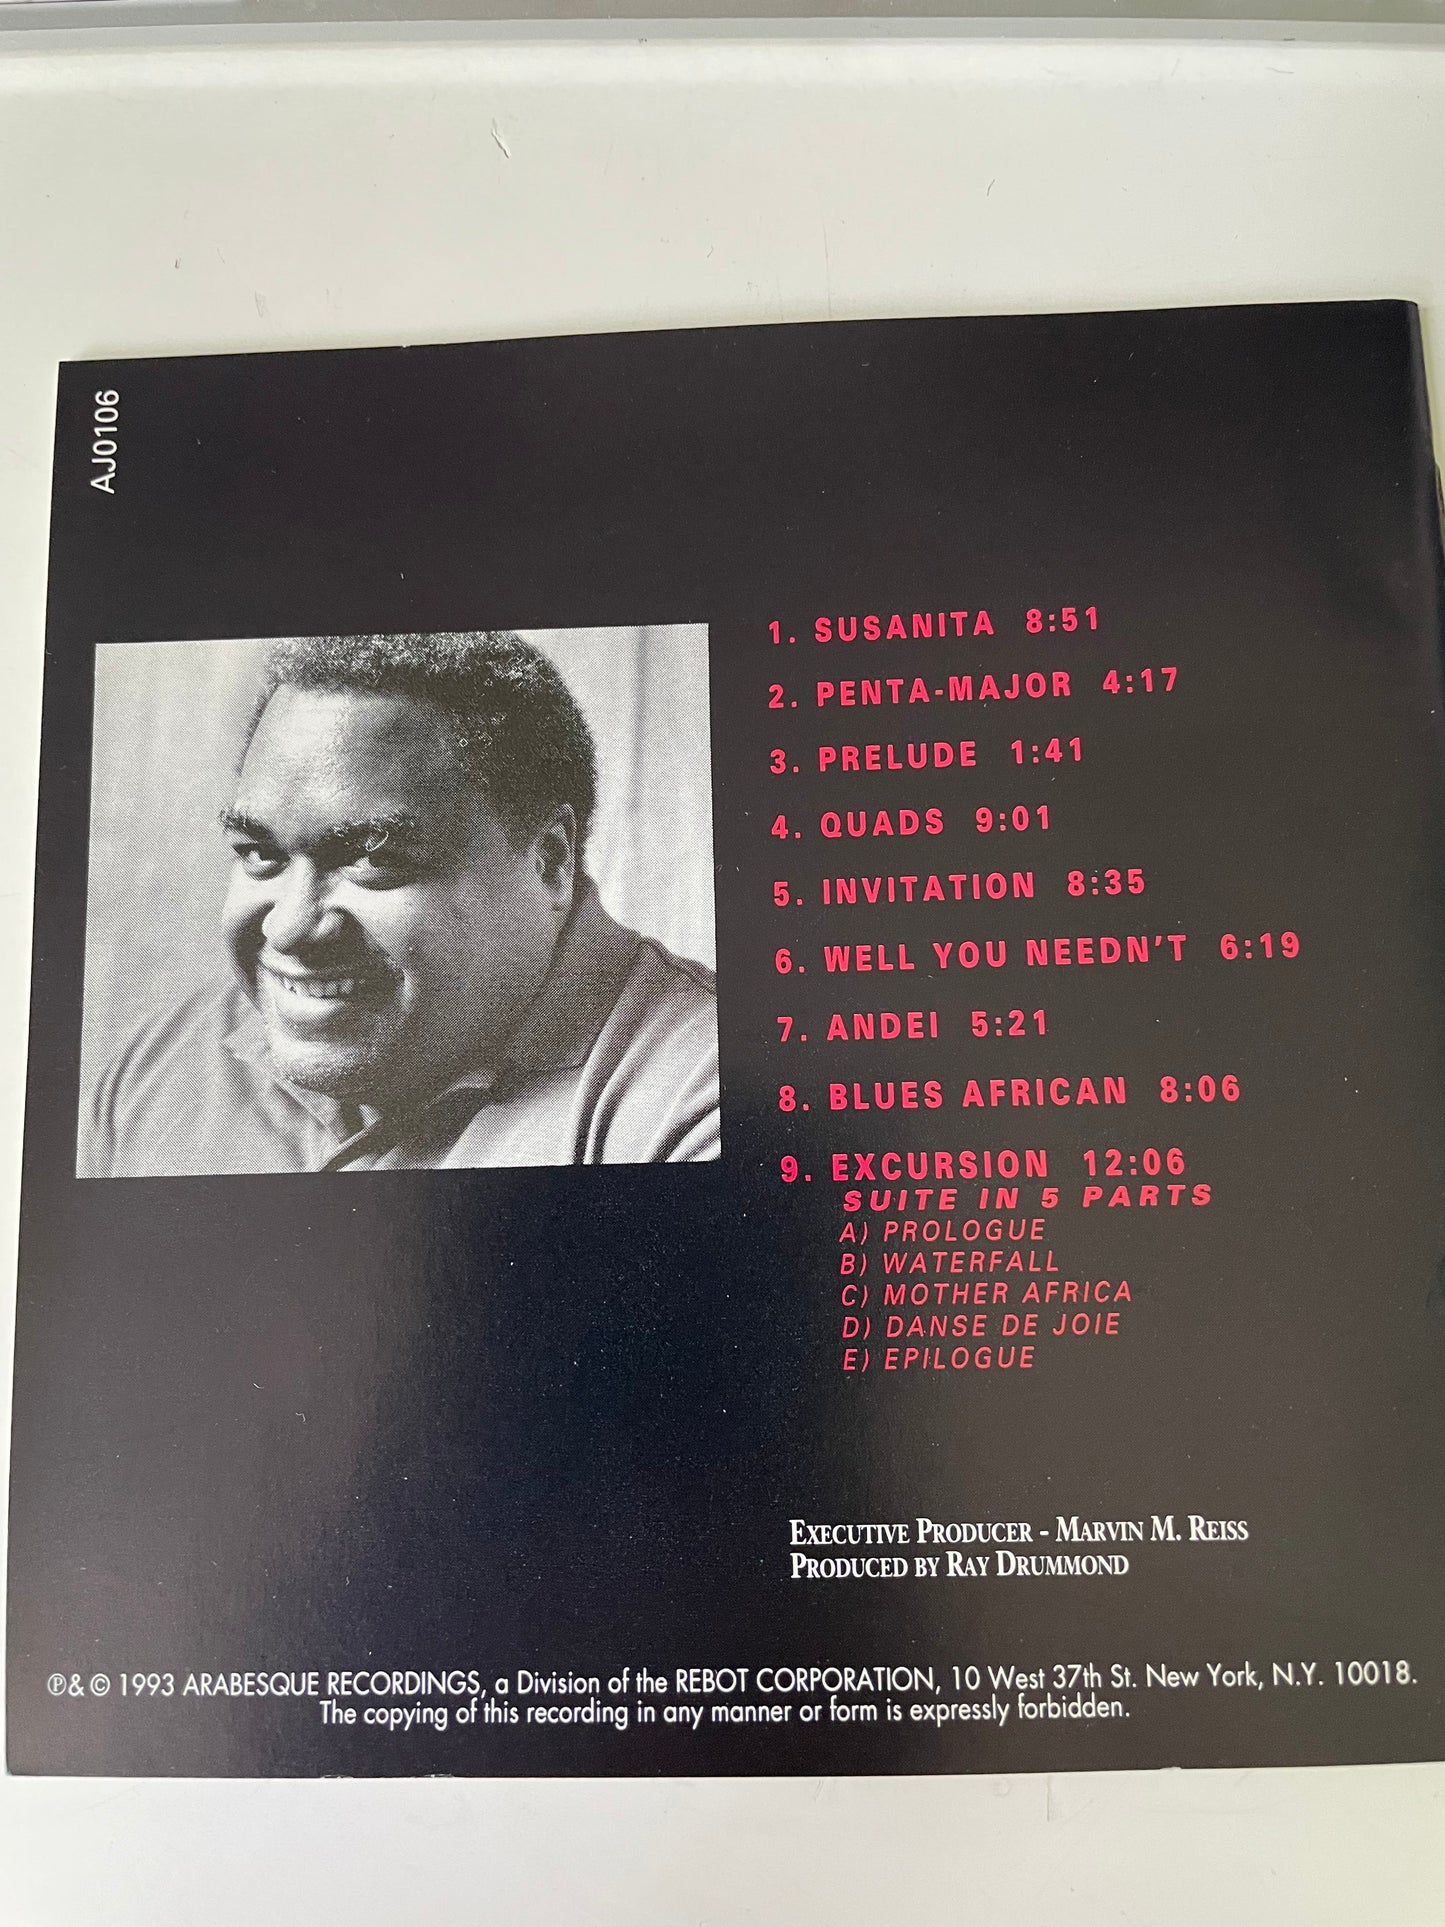 AJ0106
1. SUSANITA 8:51
2. PENTA-MAJOR 4:17
3. PRELUDE 1:41
4. QUADS 9:01
5. INVITATION 8:35
6. WELL YOU NEEDN'T 6:19
7. ANDEI 5:21
8. BLUES AFRICAN 8:06
9. EXCURSION 12:06
SUITE IN 5 PARTS
A) PROLOGUE
B) WATERFALL
C) MOTHER AFRICA
D) DANSE DE JOIE
E) EPILOGUE
EXECUTIVE PRODUCER - MARVIN M. REISS
PRODUCED BY RAY DRUMMOND
℗& © 1993 ARABESQUE RECORDINGS, a Division of the REBOT CORPORATION, 10 West 37th St. New York, N.Y. 10018.
The copying of this recording in any manner or form is expressly forbidden.